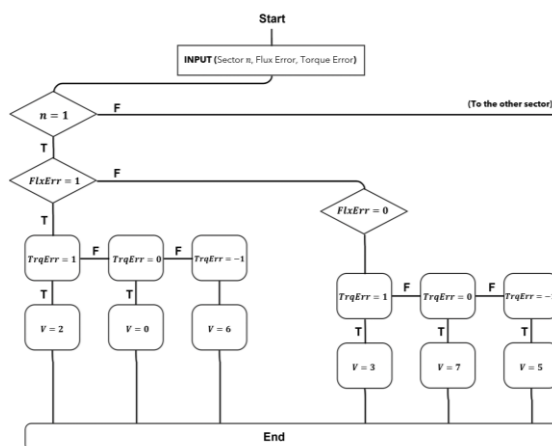 Start
INPUT (Sector n, Flux Error, Torque Error)
n = 1
F
(To the other sector)
T
FlxErr = 1
F
T
FlxErr = 0
TrqErr = 1
F
TrqErr = 0
F
TrqErr = −1
T
T
V = 2
V = 0
V = 6
TrqErr = 1
F
TrqErr = 0
F
TrqErr = −
T
T
T
V = 3
V = 7
V = 5
End